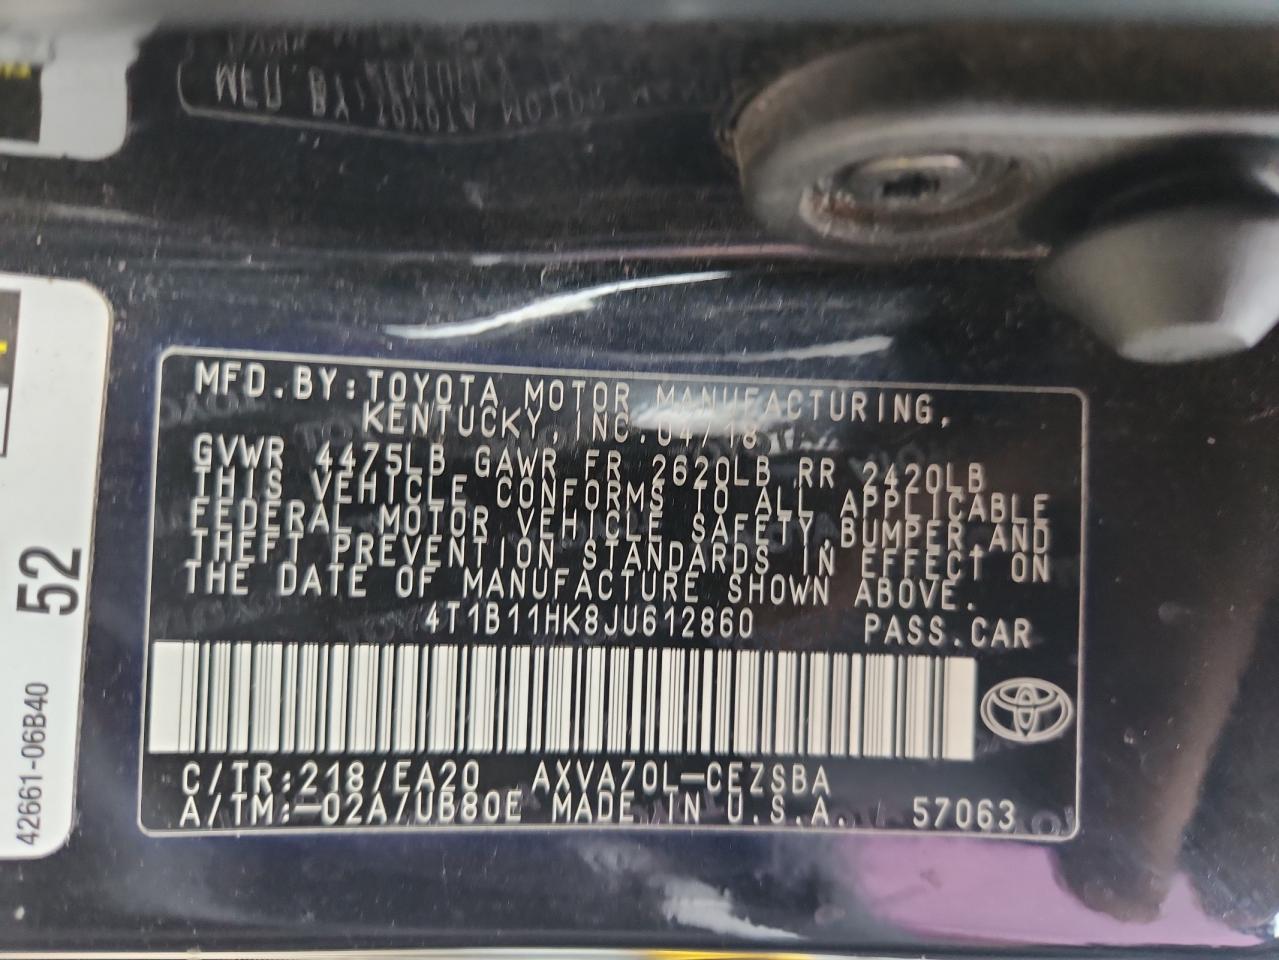 MFD.BY:TOYOTA MOTOR MANUFACTURING,
KENTUCKY, INC. 04/18
GVWR 4475LB GAWR FR 2620LB RR 2420LB
THIS VEHICLE CONFORMS TO ALL APPLICABLE
FEDERAL MOTOR VEHICLE SAFETY, BUMPER, AND
THEFT PREVENTION STANDARDS IN EFFECT ON
THE DATE OF MANUFACTURE SHOWN ABOVE.
4T1B11HK8JU612860 PASS.CAR
C/TR:218/EA20 AXVA70L-CEZSBA
A/TM:-02A/UB80E MADE IN U.S.A. 57063
52
42661-06B40